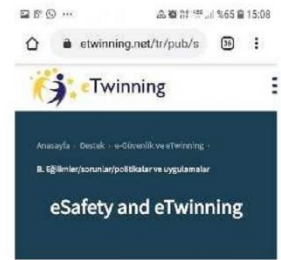 %65 15:08
etwinning.net/tr/pub/s 36
eTwinning
Anasayfa › Destek › e-Güvenlik ve eTwinning ›
B. Eğilimler/sorunlar/politikalar ve uygulamalar
eSafety and eTwinning